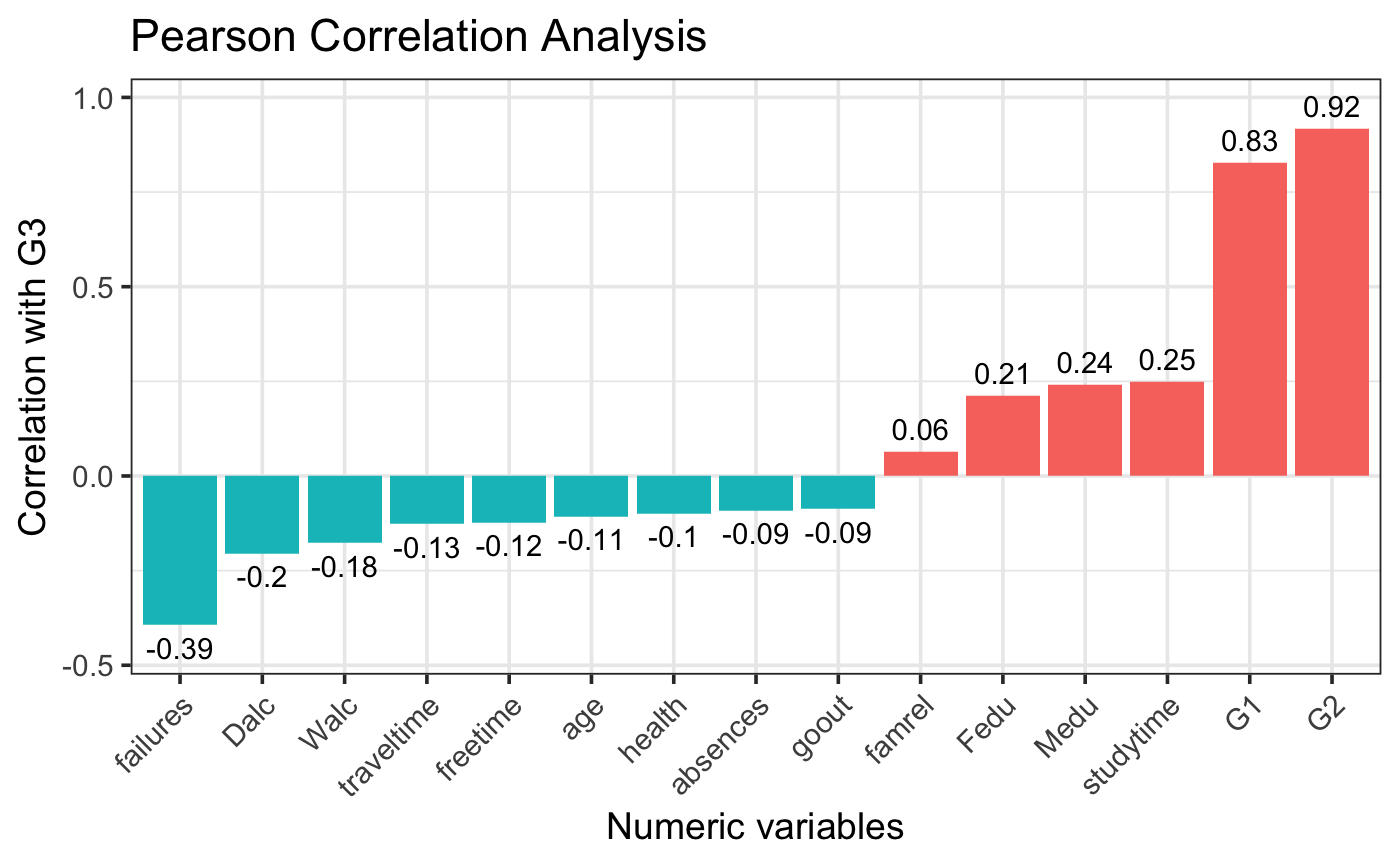 Pearson Correlation Analysis
Correlation with G3
1.0
0.5
0.0
-0.5
-0.39
-0.2
-0.18
-0.13
-0.12
-0.11
-0.1
-0.09
-0.09
0.06
0.21
0.24
0.25
0.83
0.92
failures
Dalc
Walc
traveltime
freetime
age
health
absences
goout
famrel
Fedu
Medu
studytime
G1
G2
Numeric variables